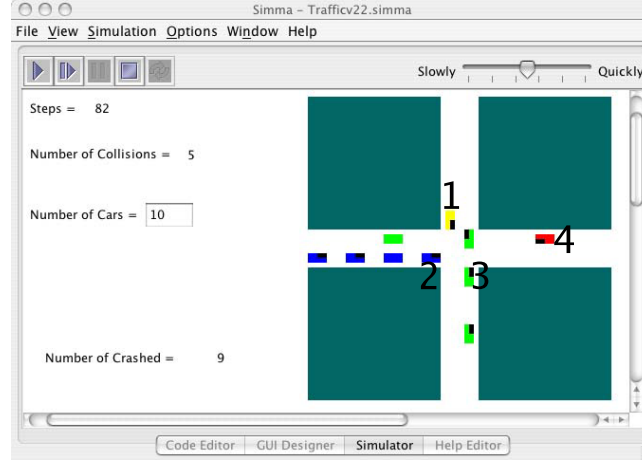 Simma - Trafficv22.simma
File View Simulation Options Window Help
Slowly Quickly
Steps = 82
Number of Collisions = 5
1
Number of Cars = 10
4
2 3
Number of Crashed = 9
Code Editor GUI Designer Simulator Help Editor